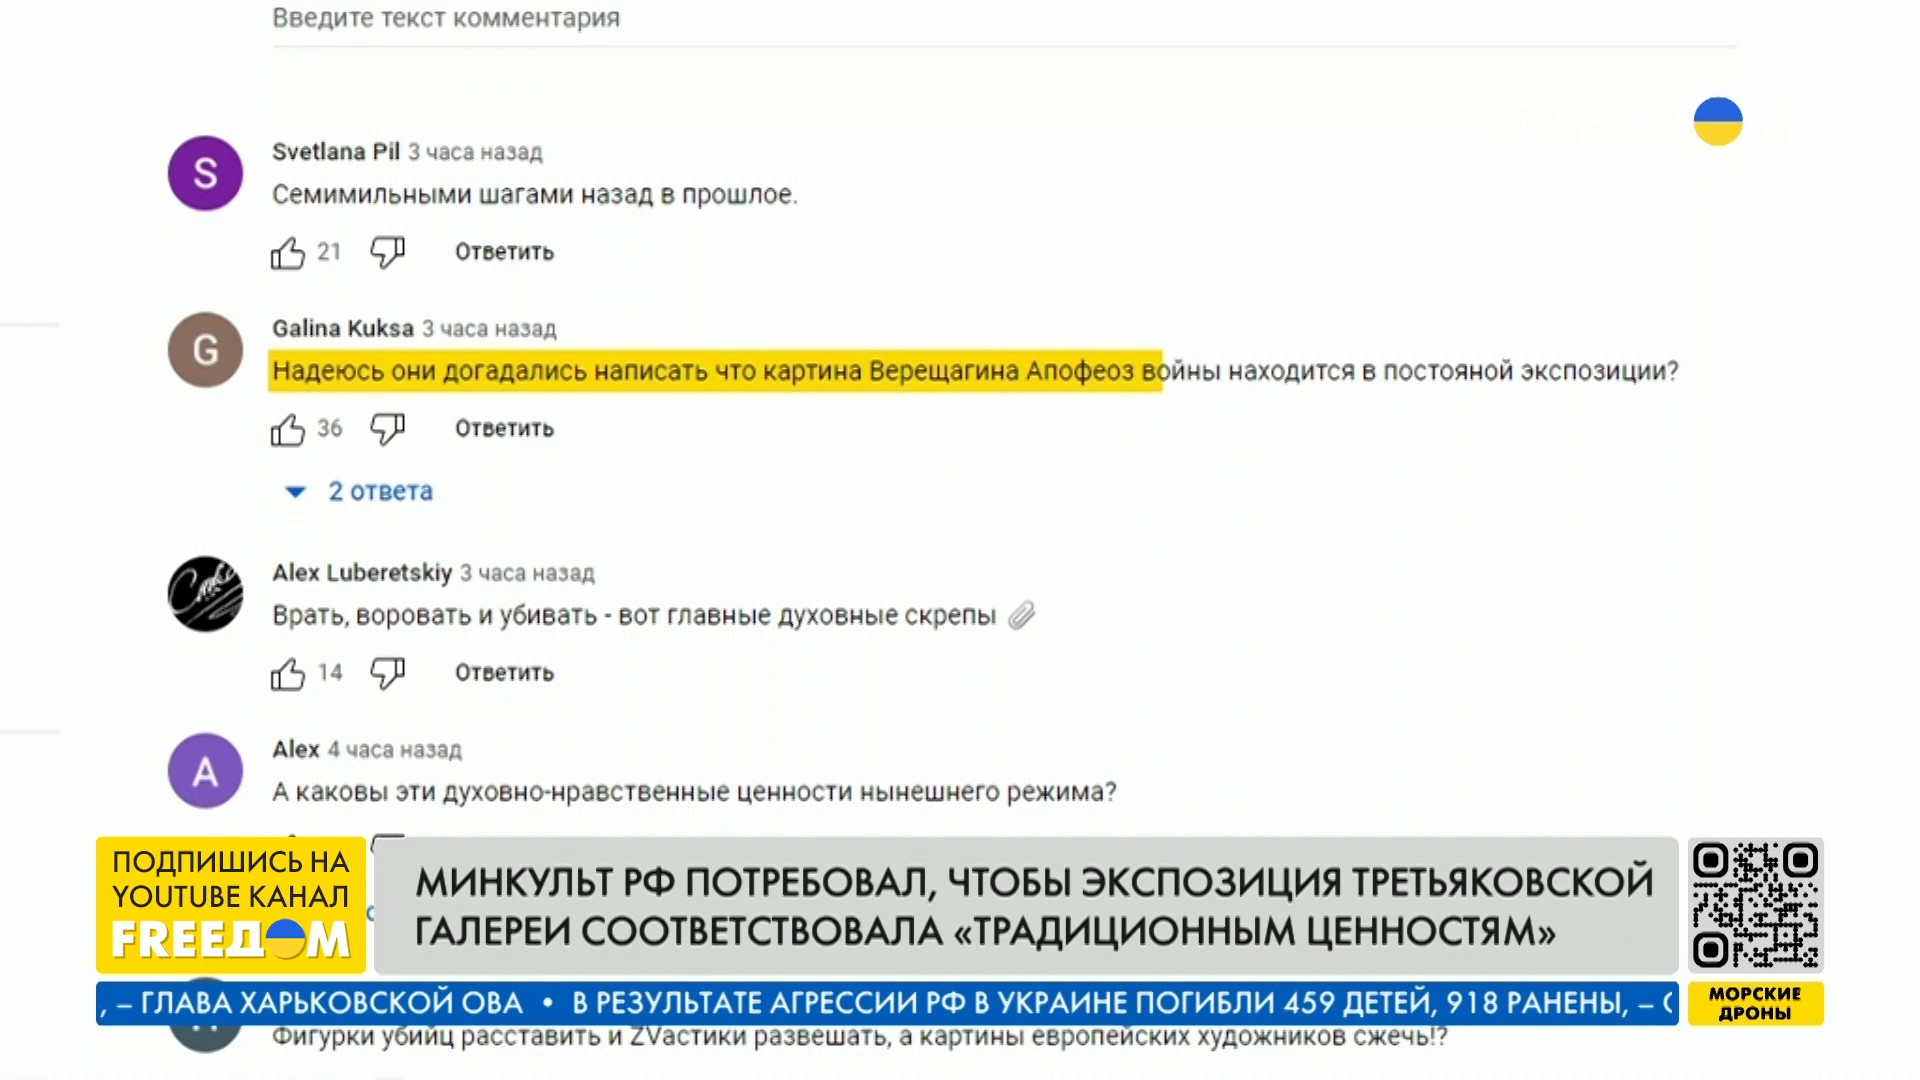 Введите текст комментария
S
Svetlana Pil 3 часа назад
Семимильными шагами назад в прошлое.
21 Ответить
G
Galina Kuksa 3 часа назад
Надеюсь они догадались написать что картина Верещагина Апофеоз войны находится в постояной экспозиции?
36 Ответить
2 ответа
Alex Luberetskiy 3 часа назад
Врать, воровать и убивать - вот главные духовные скрепы
14 Ответить
A
Alex 4 часа назад
А каковы эти духовно-нравственные ценности нынешнего режима?
ПОДПИШИСЬ НА
YOUTUBE КАНАЛ
FREEДОМ
МИНКУЛЬТ РФ ПОТРЕБОВАЛ, ЧТОБЫ ЭКСПОЗИЦИЯ ТРЕТЬЯКОВСКОЙ
ГАЛЕРЕИ СООТВЕТСТВОВАЛА «ТРАДИЦИОННЫМ ЦЕННОСТЯМ»
, – ГЛАВА ХАРЬКОВСКОЙ ОВА • В РЕЗУЛЬТАТЕ АГРЕССИИ РФ В УКРАИНЕ ПОГИБЛИ 459 ДЕТЕЙ, 918 РАНЕНЫ, –
МОРСКИЕ
ДРОНЫ
Фигурки убийц расставить и ZVастики развешать, а картины европейских художников сжечь!?